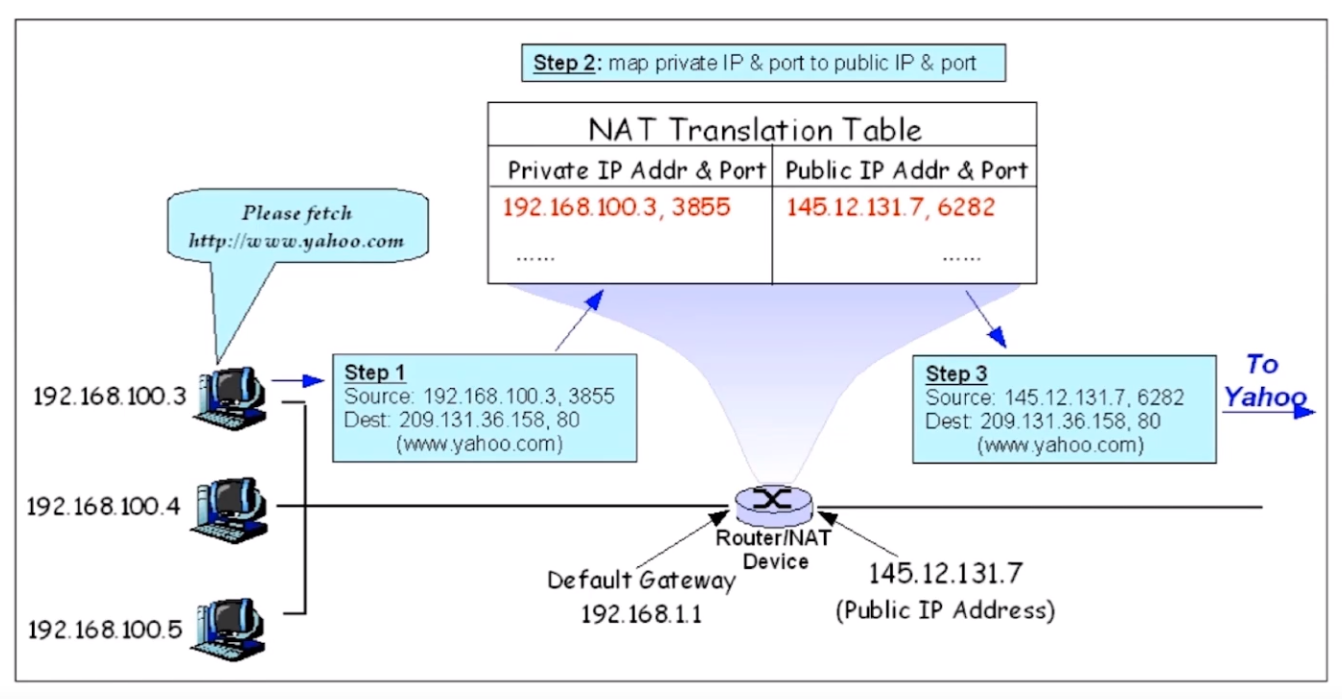 Step 2: map private IP & port to public IP & port
NAT Translation Table
Private IP Addr & Port
Public IP Addr & Port
192.168.100.3, 3855
145.12.131.7, 6282
......
......
Please fetch
http://www.yahoo.com
192.168.100.3
Step 1
Source: 192.168.100.3, 3855
Dest: 209.131.36.158, 80
(www.yahoo.com)
Step 3
Source: 145.12.131.7, 6282
Dest: 209.131.36.158, 80
(www.yahoo.com)
To
Yahoo
192.168.100.4
Router/NAT
Device
Default Gateway
192.168.1.1
145.12.131.7
(Public IP Address)
192.168.100.5